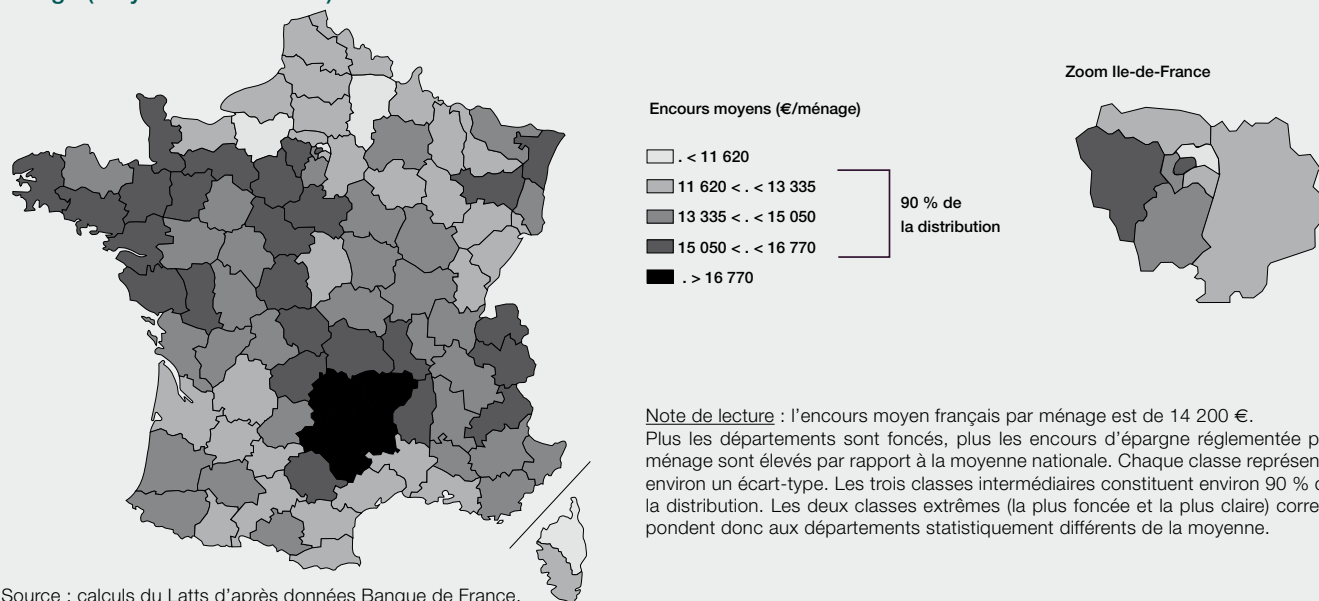 Encours moyens (€/ménage)
. < 11 620
11 620 < . < 13 335
13 335 < . < 15 050
15 050 < . < 16 770
. > 16 770
90 % de
la distribution
Zoom Ile-de-France
Note de lecture : l'encours moyen français par ménage est de 14 200 €.
Plus les départements sont foncés, plus les encours d'épargne réglementée
ménage sont élevés par rapport à la moyenne nationale. Chaque classe
environ un écart-type. Les trois classes intermédiaires constituent environ 90 %
la distribution. Les deux classes extrêmes (la plus foncée et la plus claire)
pondent donc aux départements statistiquement différents de la moyenne.
Source : calculs du Latts d'après données Banque de France.